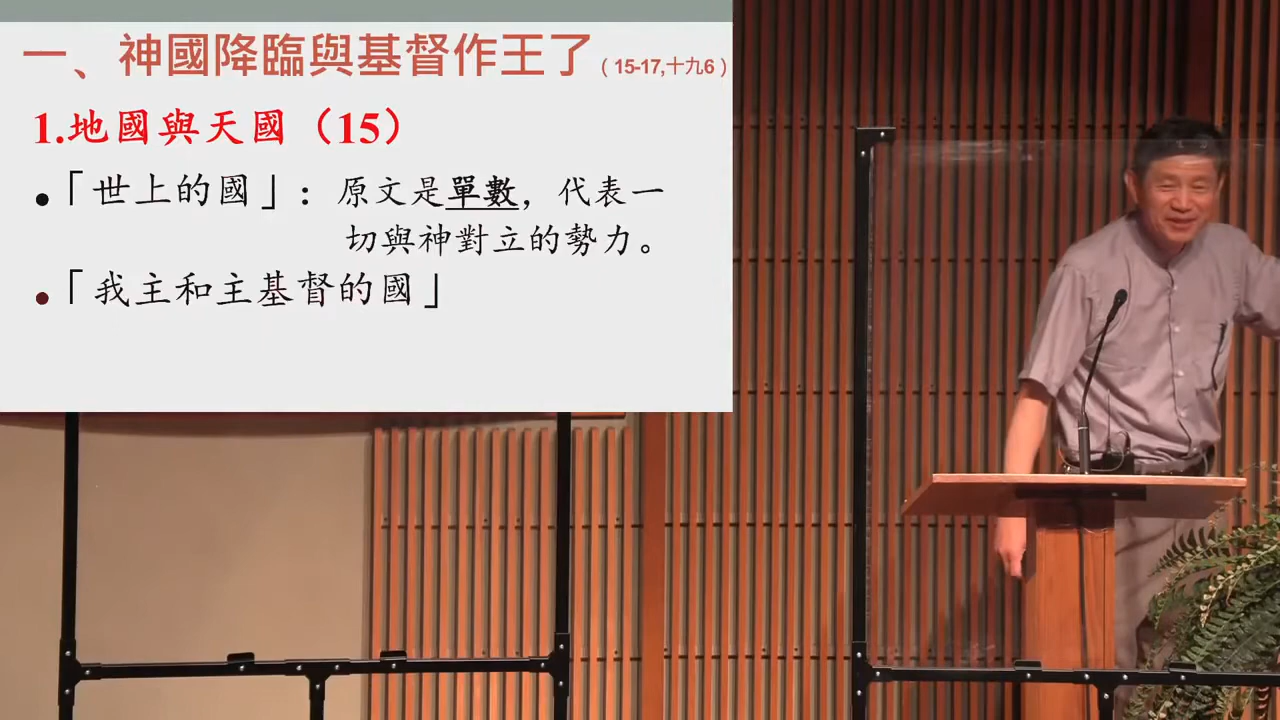 一、神國降臨與基督作王了（15-17,十九6）
1.地國與天國（15）
●「世上的國」：原文是單數，代表一
切與神對立的勢力。
●「我主和主基督的國」